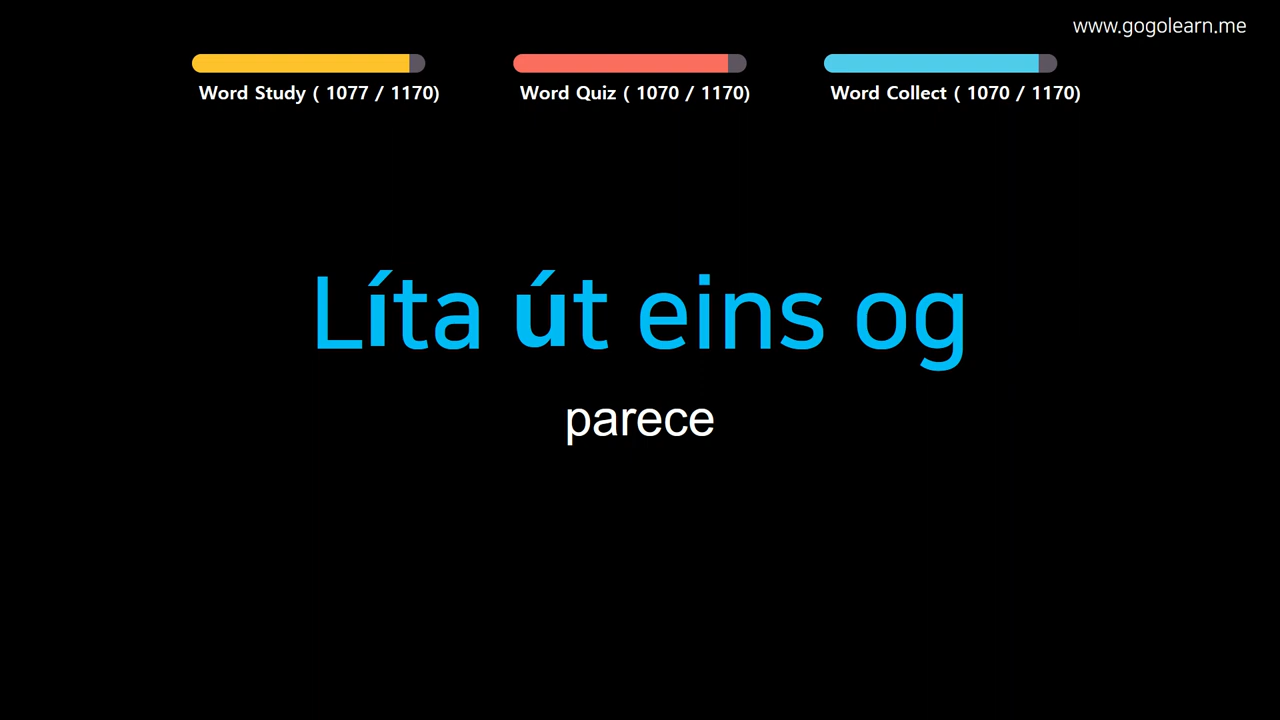 www.gogolearn.me
Word Study ( 1077 / 1170)
Word Quiz ( 1070 / 1170)
Word Collect ( 1070 / 1170)
Líta út eins og
parece